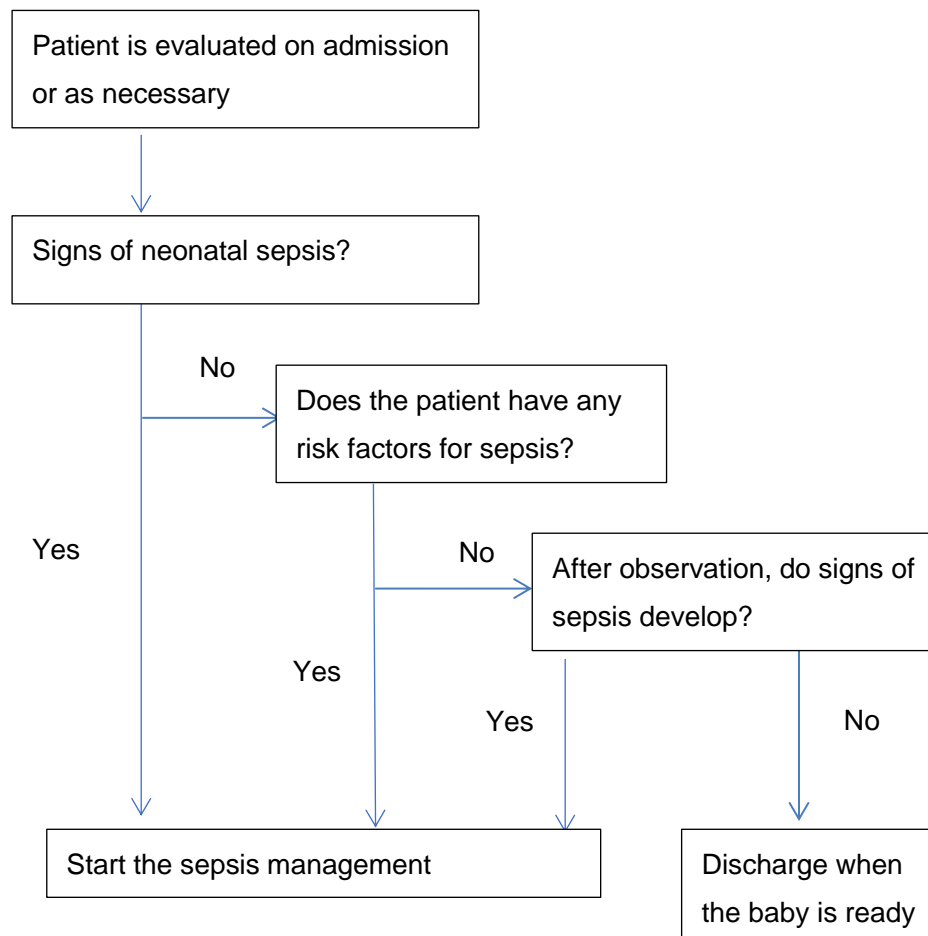 Patient is evaluated on admission
or as necessary
Signs of neonatal sepsis?
No
Does the patient have any
risk factors for sepsis?
Yes
No
After observation, do signs of
sepsis develop?
Yes
Yes
No
Start the sepsis management
Discharge when
the baby is ready